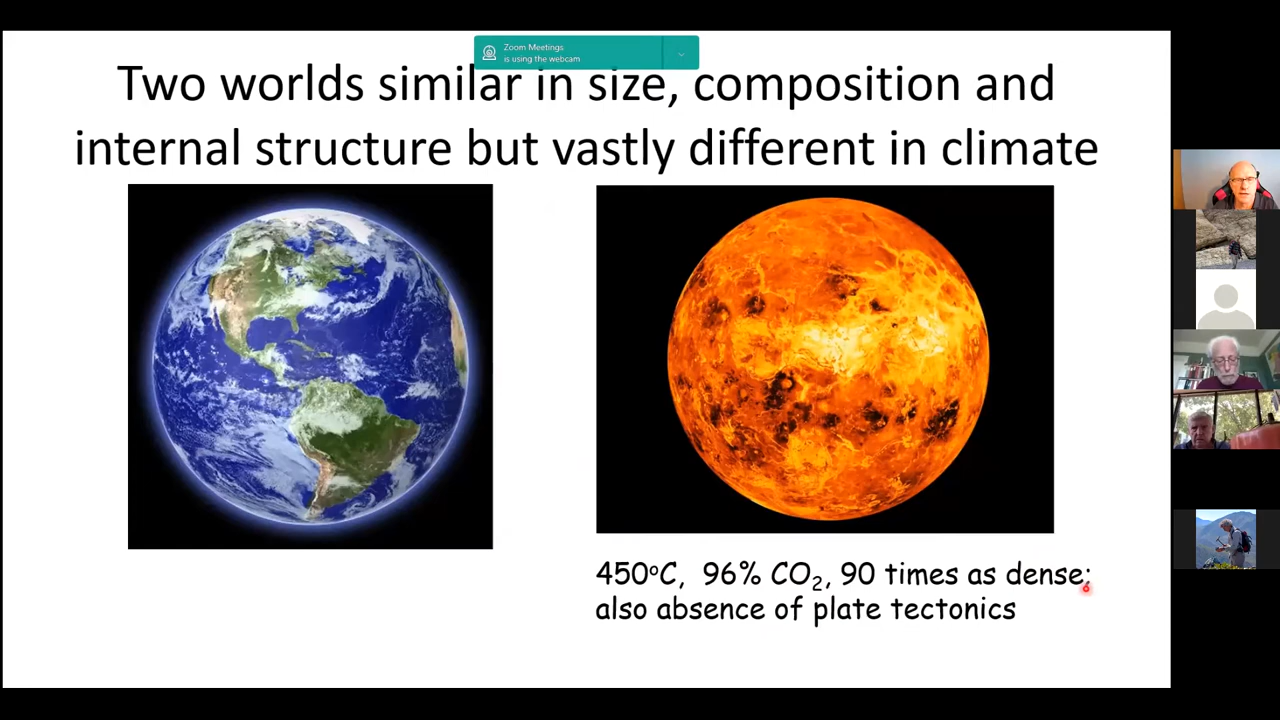 Zoom Meetings
is using the webcam
Two worlds similar in size, composition and
internal structure but vastly different in climate
450°C, 96% CO₂, 90 times as dense;
also absence of plate tectonics